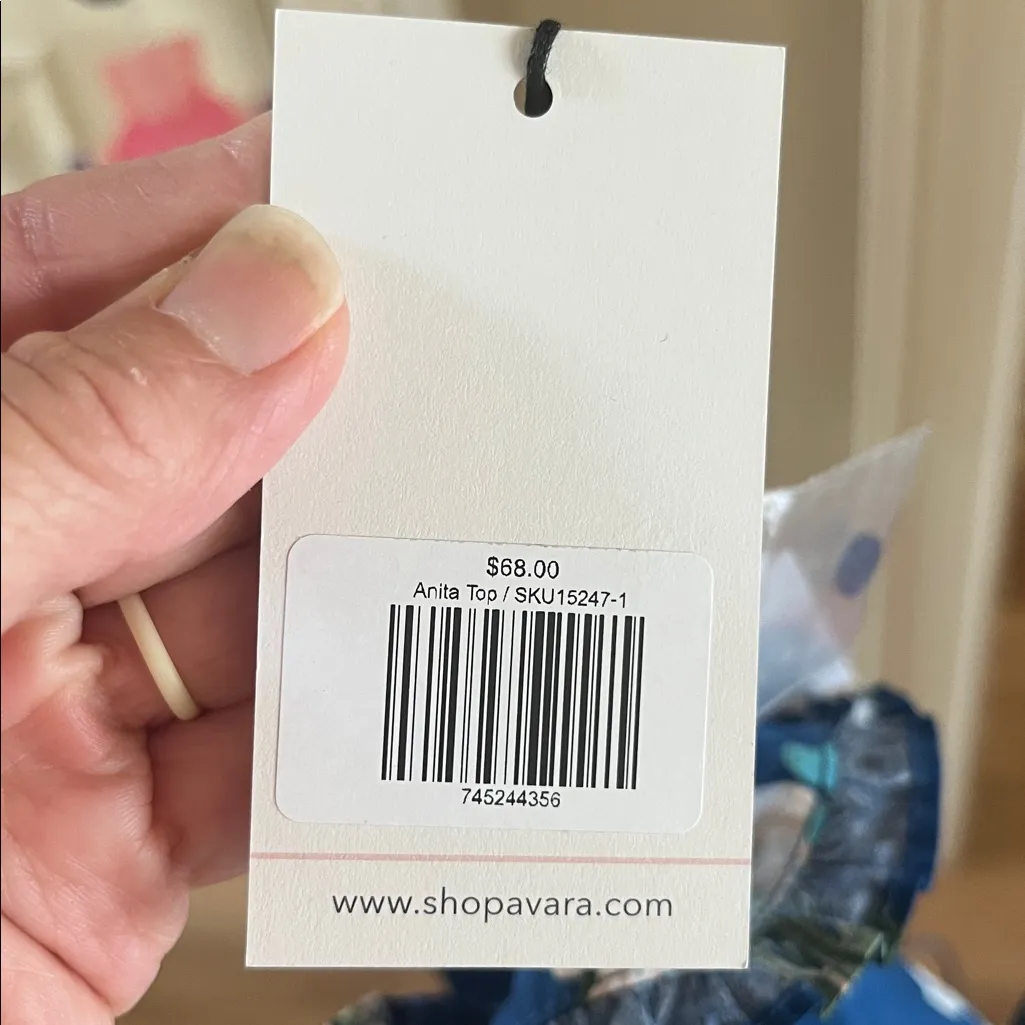 $68.00
Anita Top / SKU15247-1
745244356
www.shopavara.com